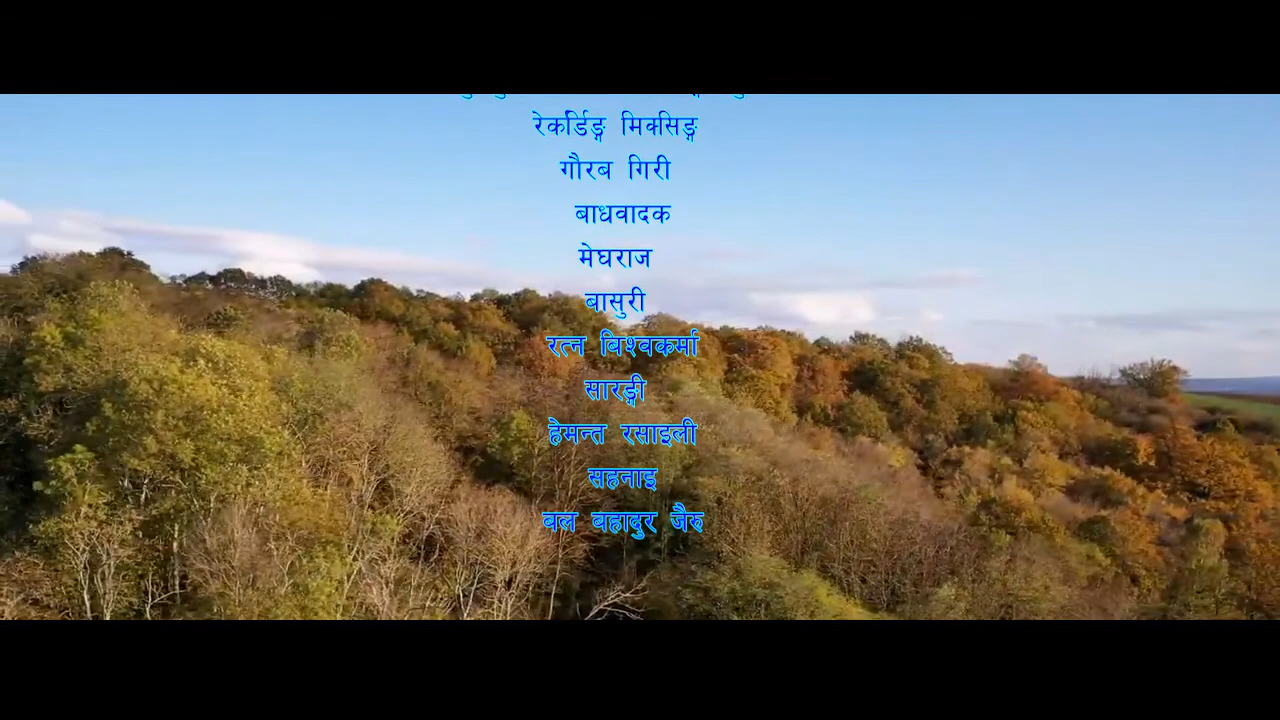 रेकर्डिङ्ग मिक्सिङ्ग
गौरब गिरी
बाधवादक
मेघराज
बासुरी
रत्न बिश्वकर्मा
सारङ्गी
हेमन्त रसाइली
सहनाइ
बल बहादुर जैरु